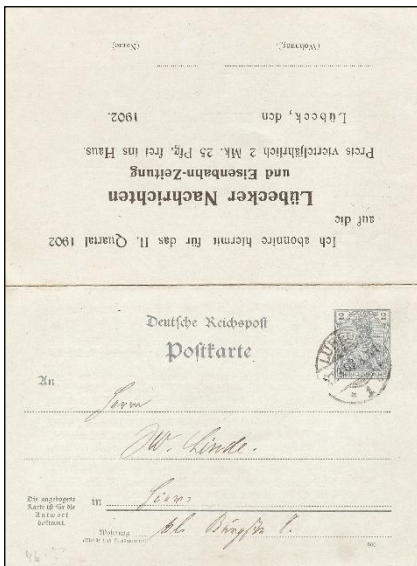 Ich abonnire hiermit für das II. Quartal 1902
auf die
Lübecker Nachrichten
und Eisenbahn-Zeitung
Preis vierteljährlich 2 Mk. 25 Pfg. frei ins Haus.
Lübeck, den 1902.
(Name) (Wohnung)
Deutsche Reichspost
Postkarte
An
Herrn
W. Linde.
Die angebogene
Karte ist für die
Antwort
bestimmt.
in Hier.
Wohnung
kl. Burgstr.